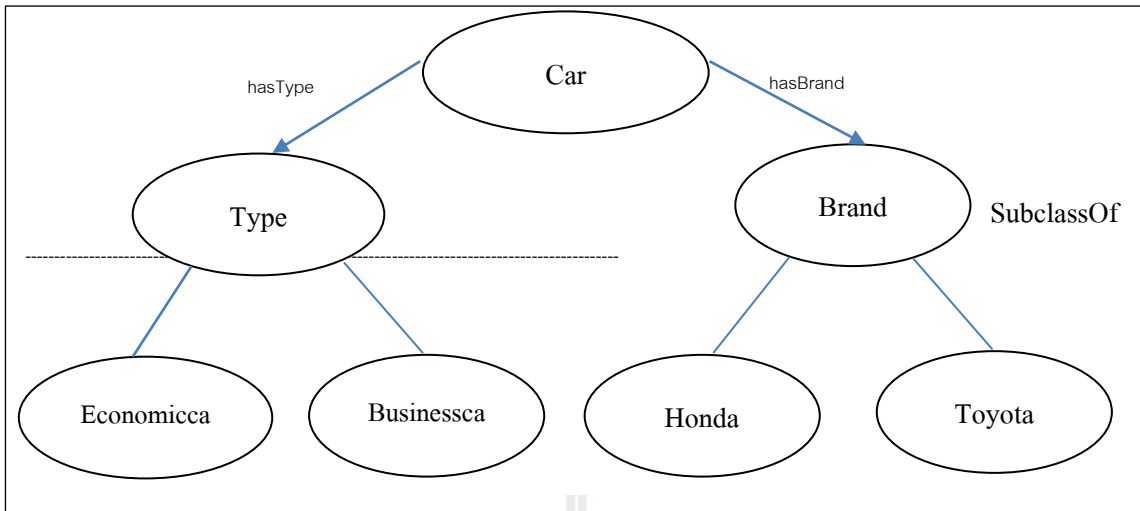 Car
hasType
hasBrand
Type
Brand
SubclassOf
Economicca
Businessca
Honda
Toyota